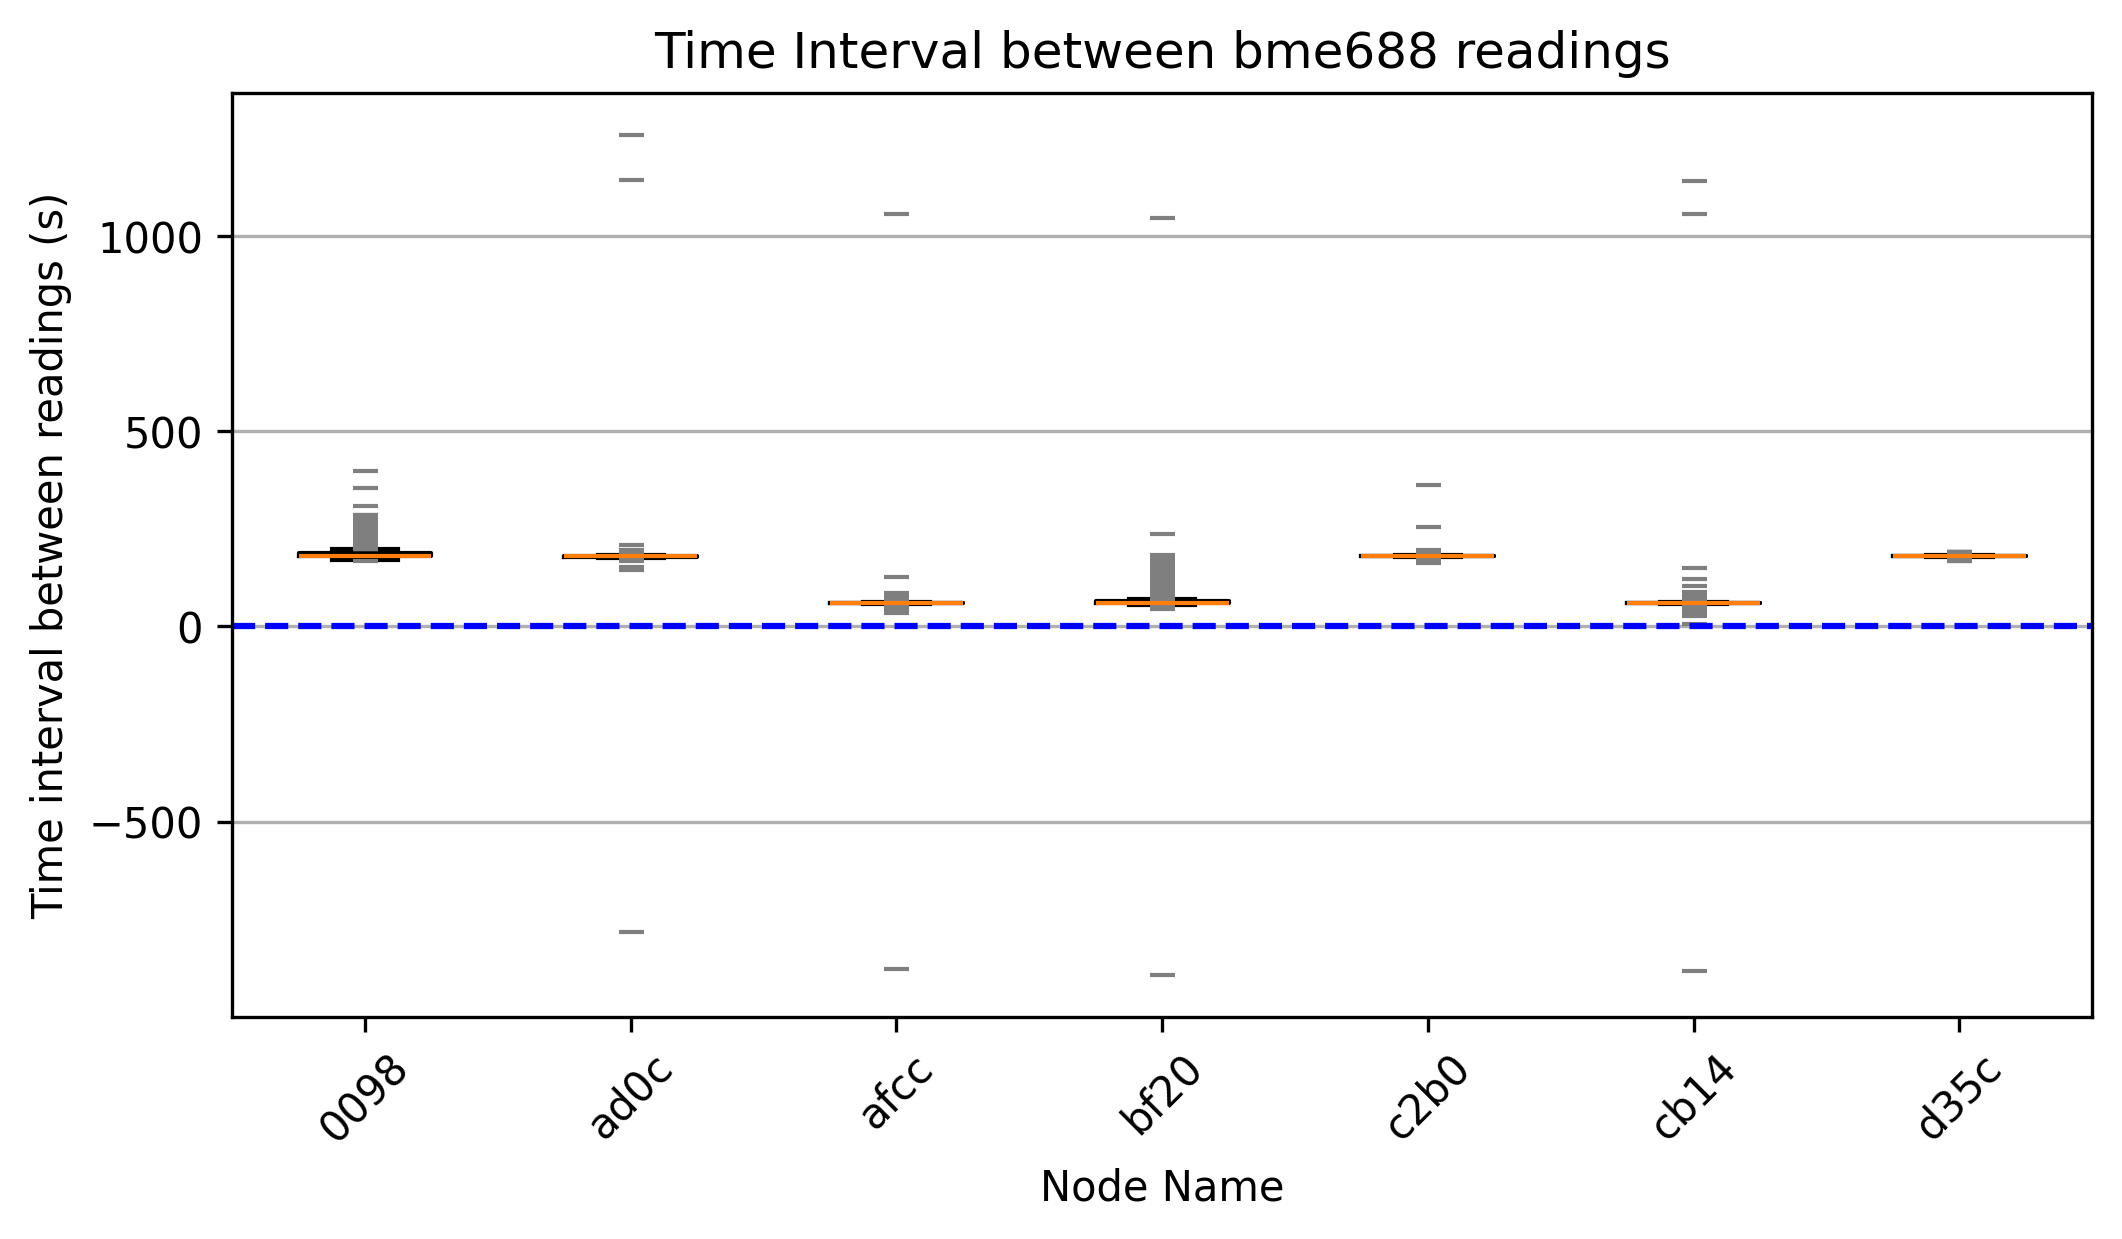 Time Interval between bme688 readings
Time interval between readings (s)
1000
500
0
−500
0098
ad0c
afcc
bf20
c2b0
cb14
d35c
Node Name